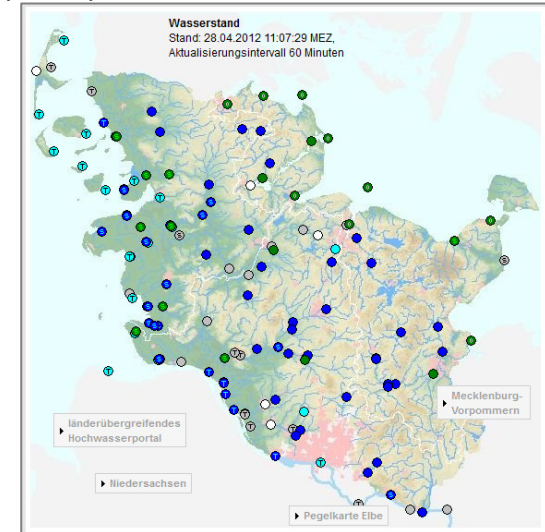 Wasserstand
Stand: 28.04.2012 11:07:29 MEZ,
Aktualisierungsintervall 60 Minuten
Mecklenburg-
Vorpommern
länderübergreifendes
Hochwasserportal
Niedersachsen
Pegelkarte Elbe